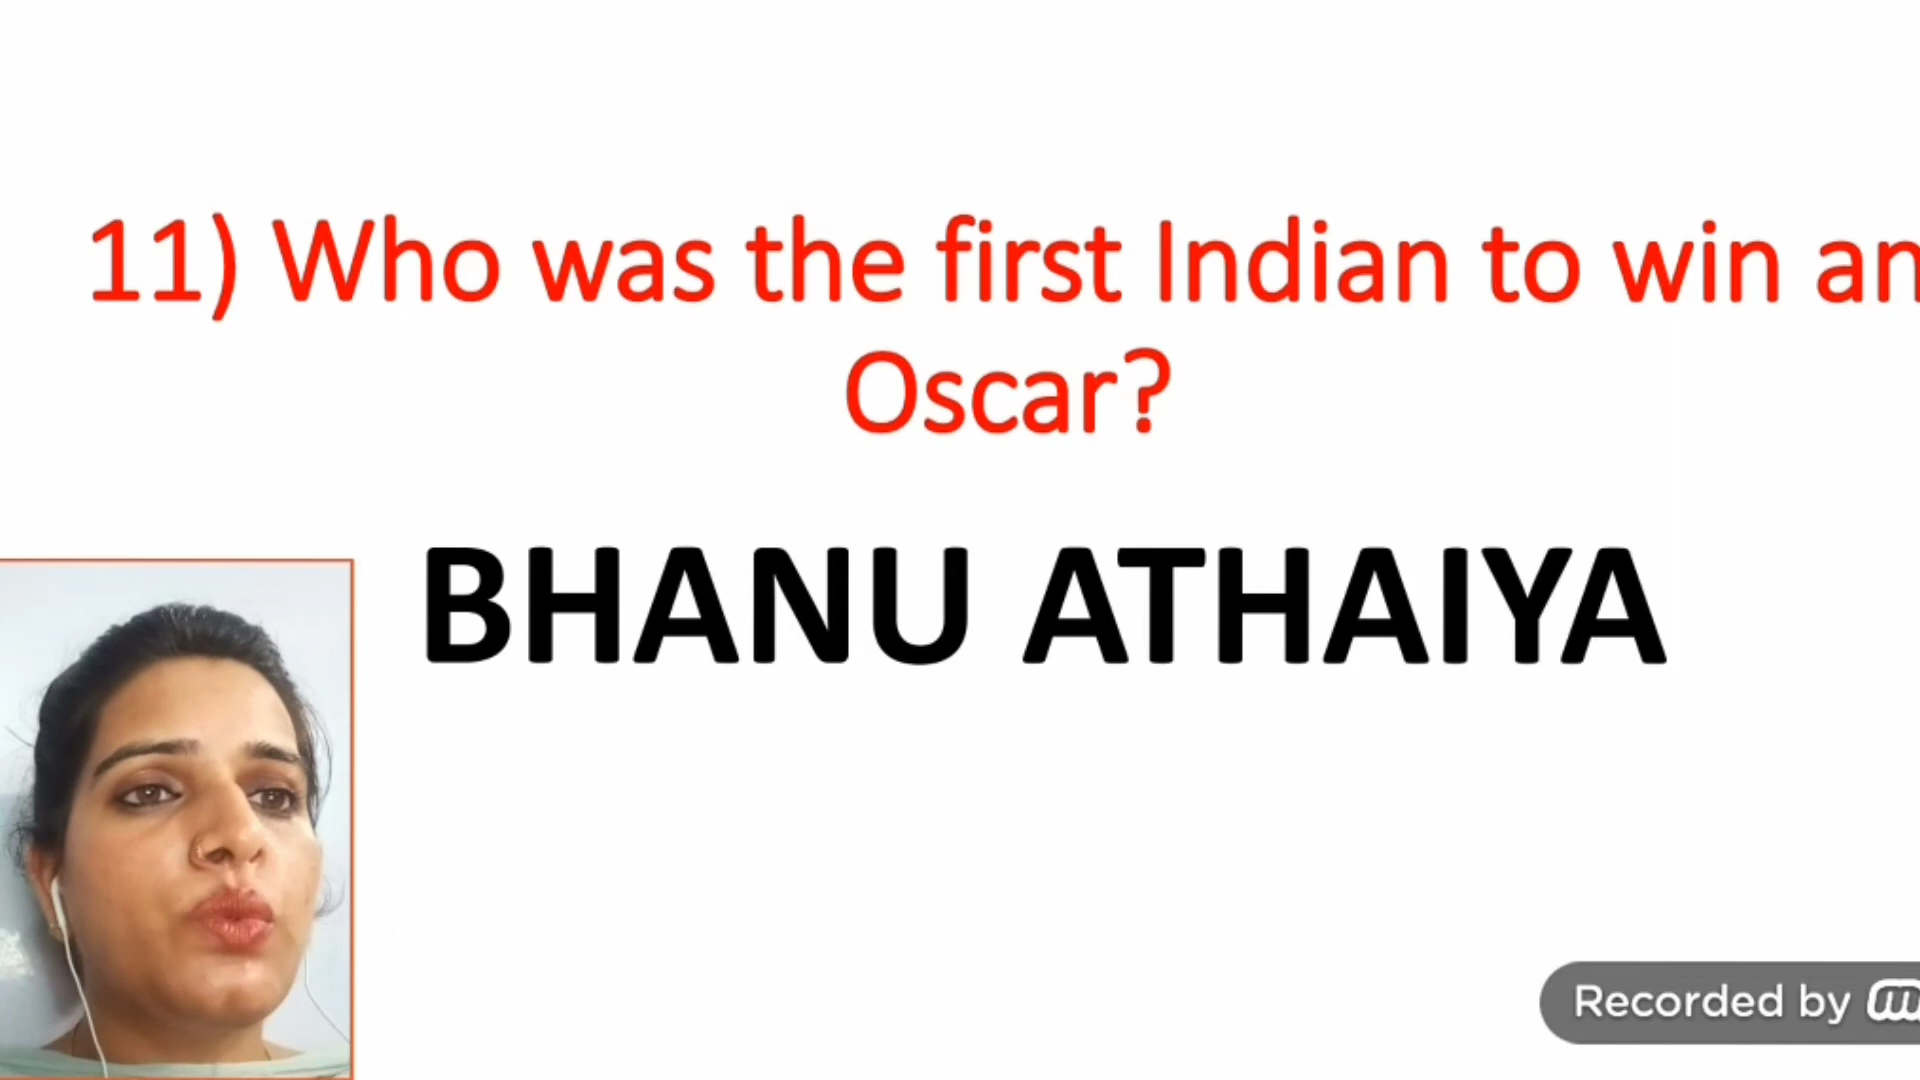 11) Who was the first Indian to win an
Oscar?
BHANU ATHAIYA
Recorded by